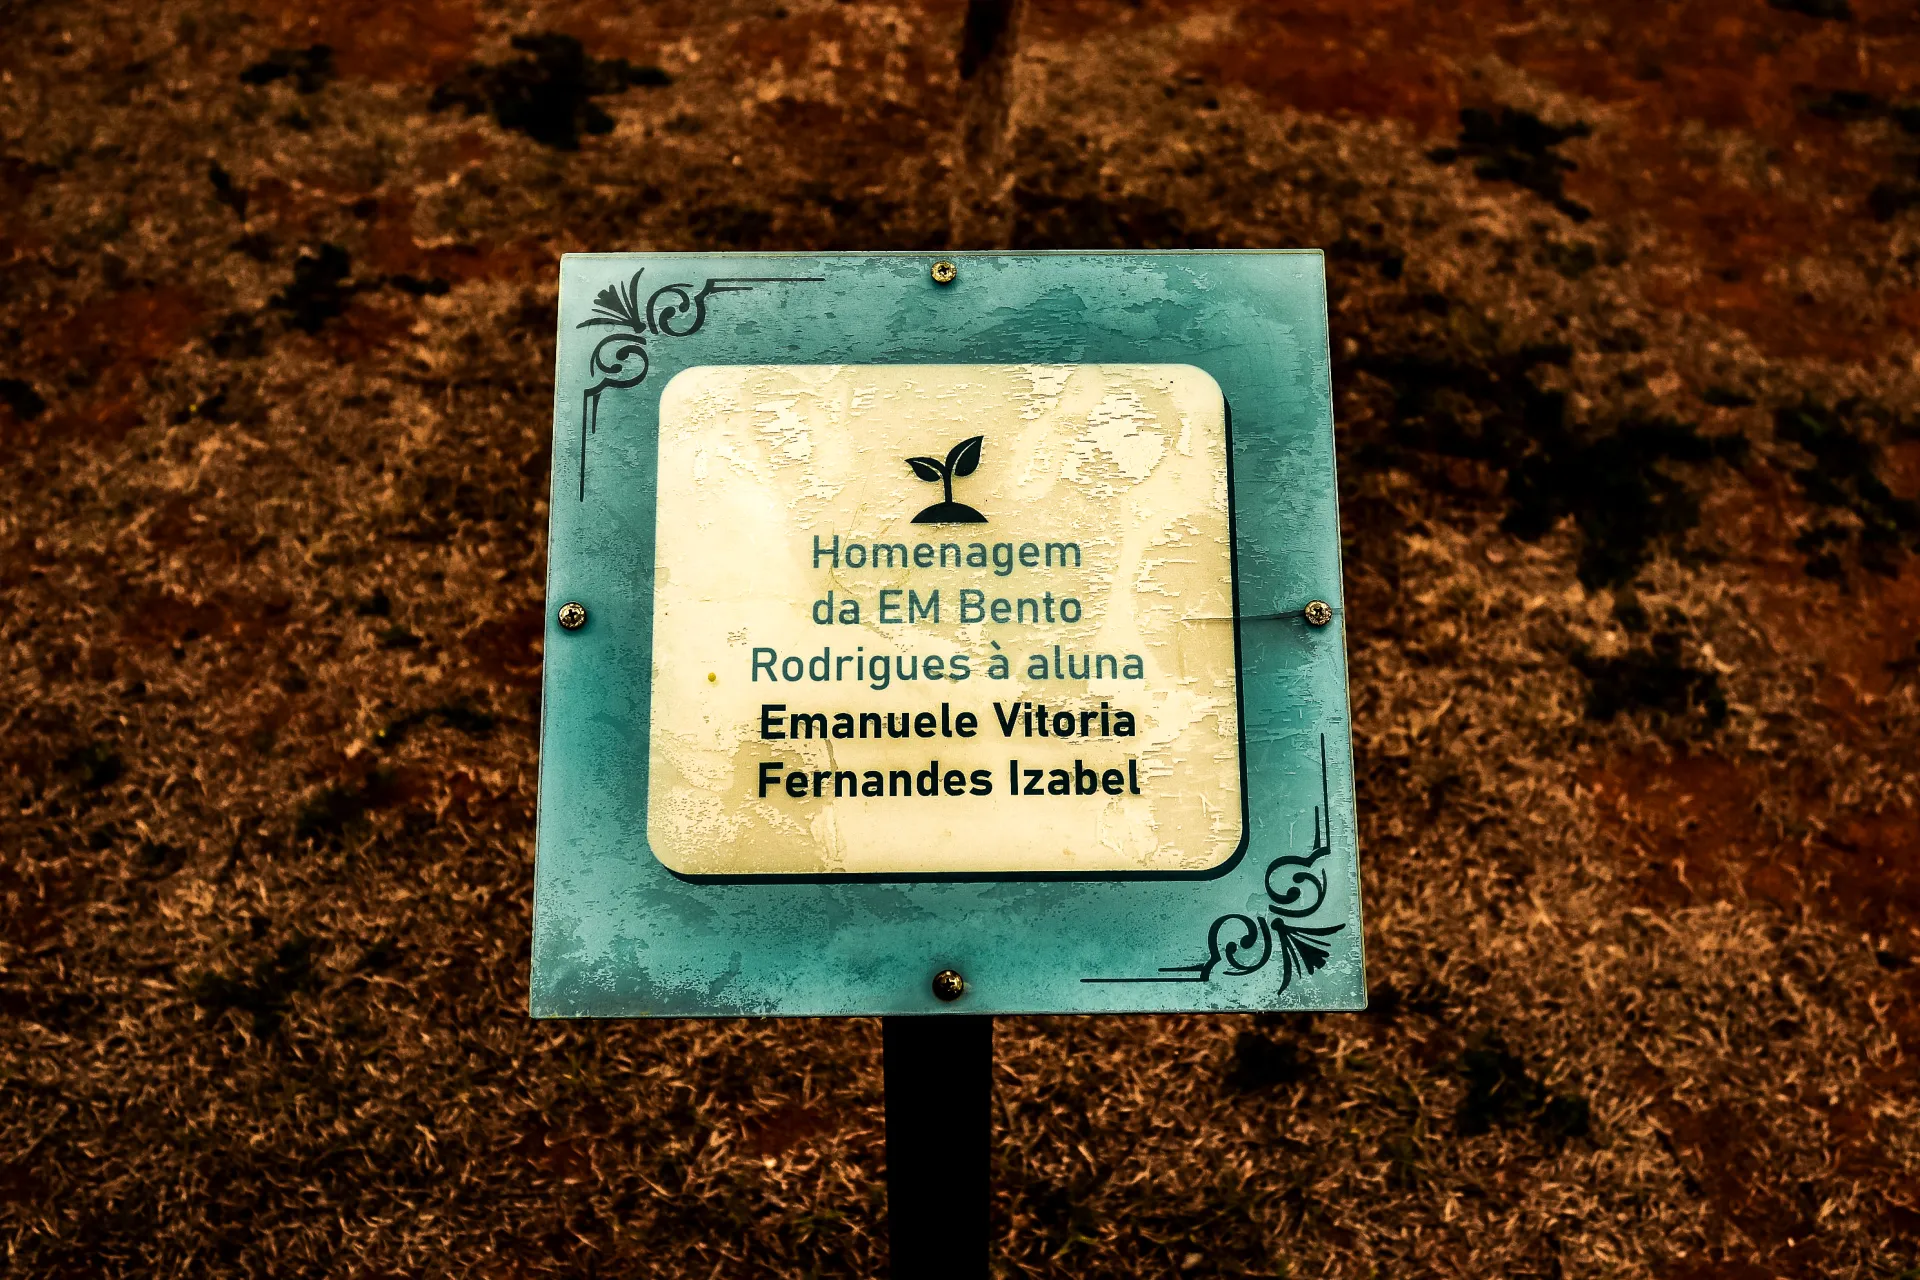 Homenagem
da EM Bento
Rodrigues à aluna
Emanuele Vitoria
Fernandes Izabel